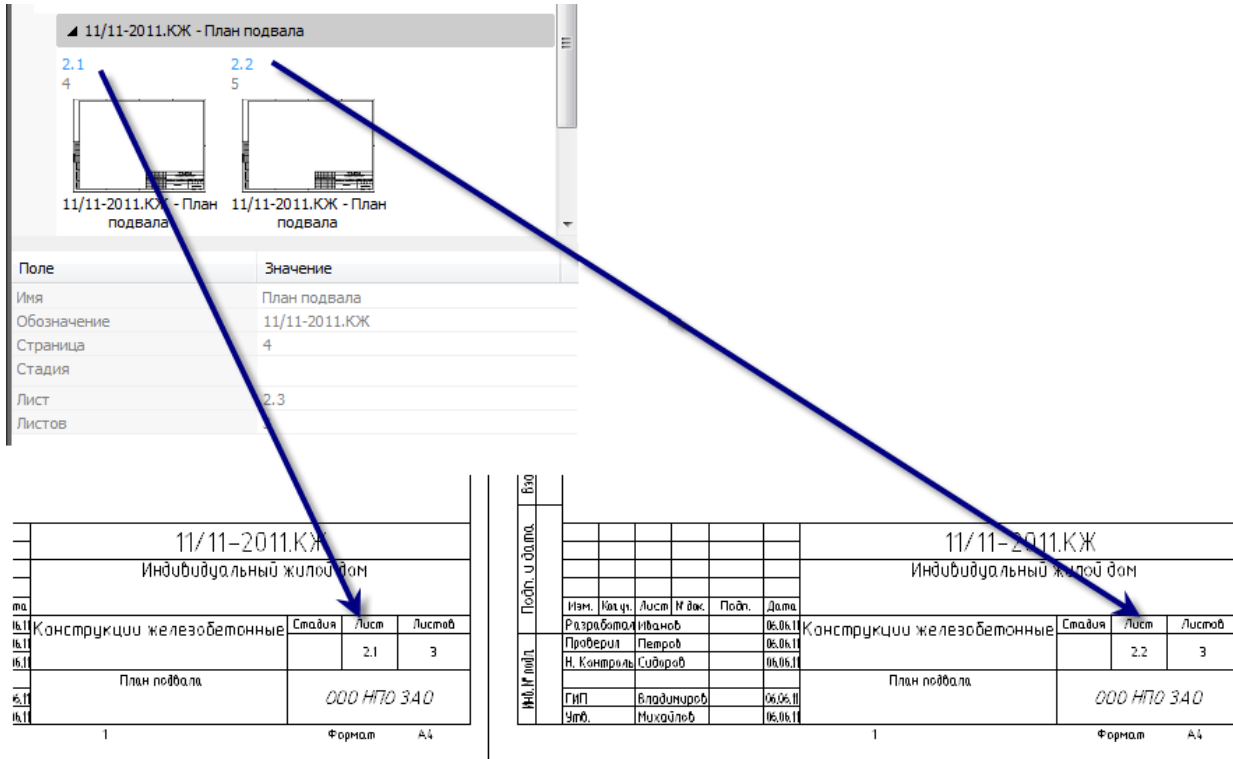 11/11-2011.КЖ - План подвала
2.1 2.2
4 5
11/11-2011.КЖ - План подвала
11/11-2011.КЖ - План подвала
Поле Значение
Имя План подвала
Обозначение 11/11-2011.КЖ
Страница 4
Стадия
Лист 2.3
Листов
11/11-2011.КЖ
Индивидуальный жилой дом
Конструкции железобетонные
Стадия Лист Листов
2.1 3
План подвала
ООО НПО ЗАО
1 Формат А4
Подп. и дата
Инв. № подл.
11/11-2011.КЖ
Индивидуальный жилой дом
Изм. Кол.уч. Лист № док. Подп. Дата
Разработал Иванов 06.06.11
Проверил Петров 06.06.11
Н. Контроль Сидоров 06.06.11
ГИП Владимиров 06.06.11
Утв. Михайлов 06.06.11
Конструкции железобетонные
Стадия Лист Листов
2.2 3
План подвала
ООО НПО ЗАО
1 Формат А4